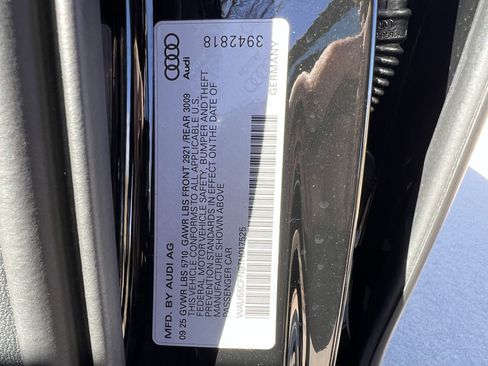 MFD. BY AUDI AG
09 25 GVWR LBS 5710 GAWR LBS FRONT 2921 /REAR 3009
THIS VEHICLE CONFORMS TO ALL APPLICABLE U.S.
FEDERAL MOTOR VEHICLE SAFETY, BUMPER AND THEFT
PREVENTION STANDARDS IN EFFECT ON THE DATE OF
MANUFACTURE SHOWN ABOVE
PASSENGER CAR
GERMANY
Audi
3942818